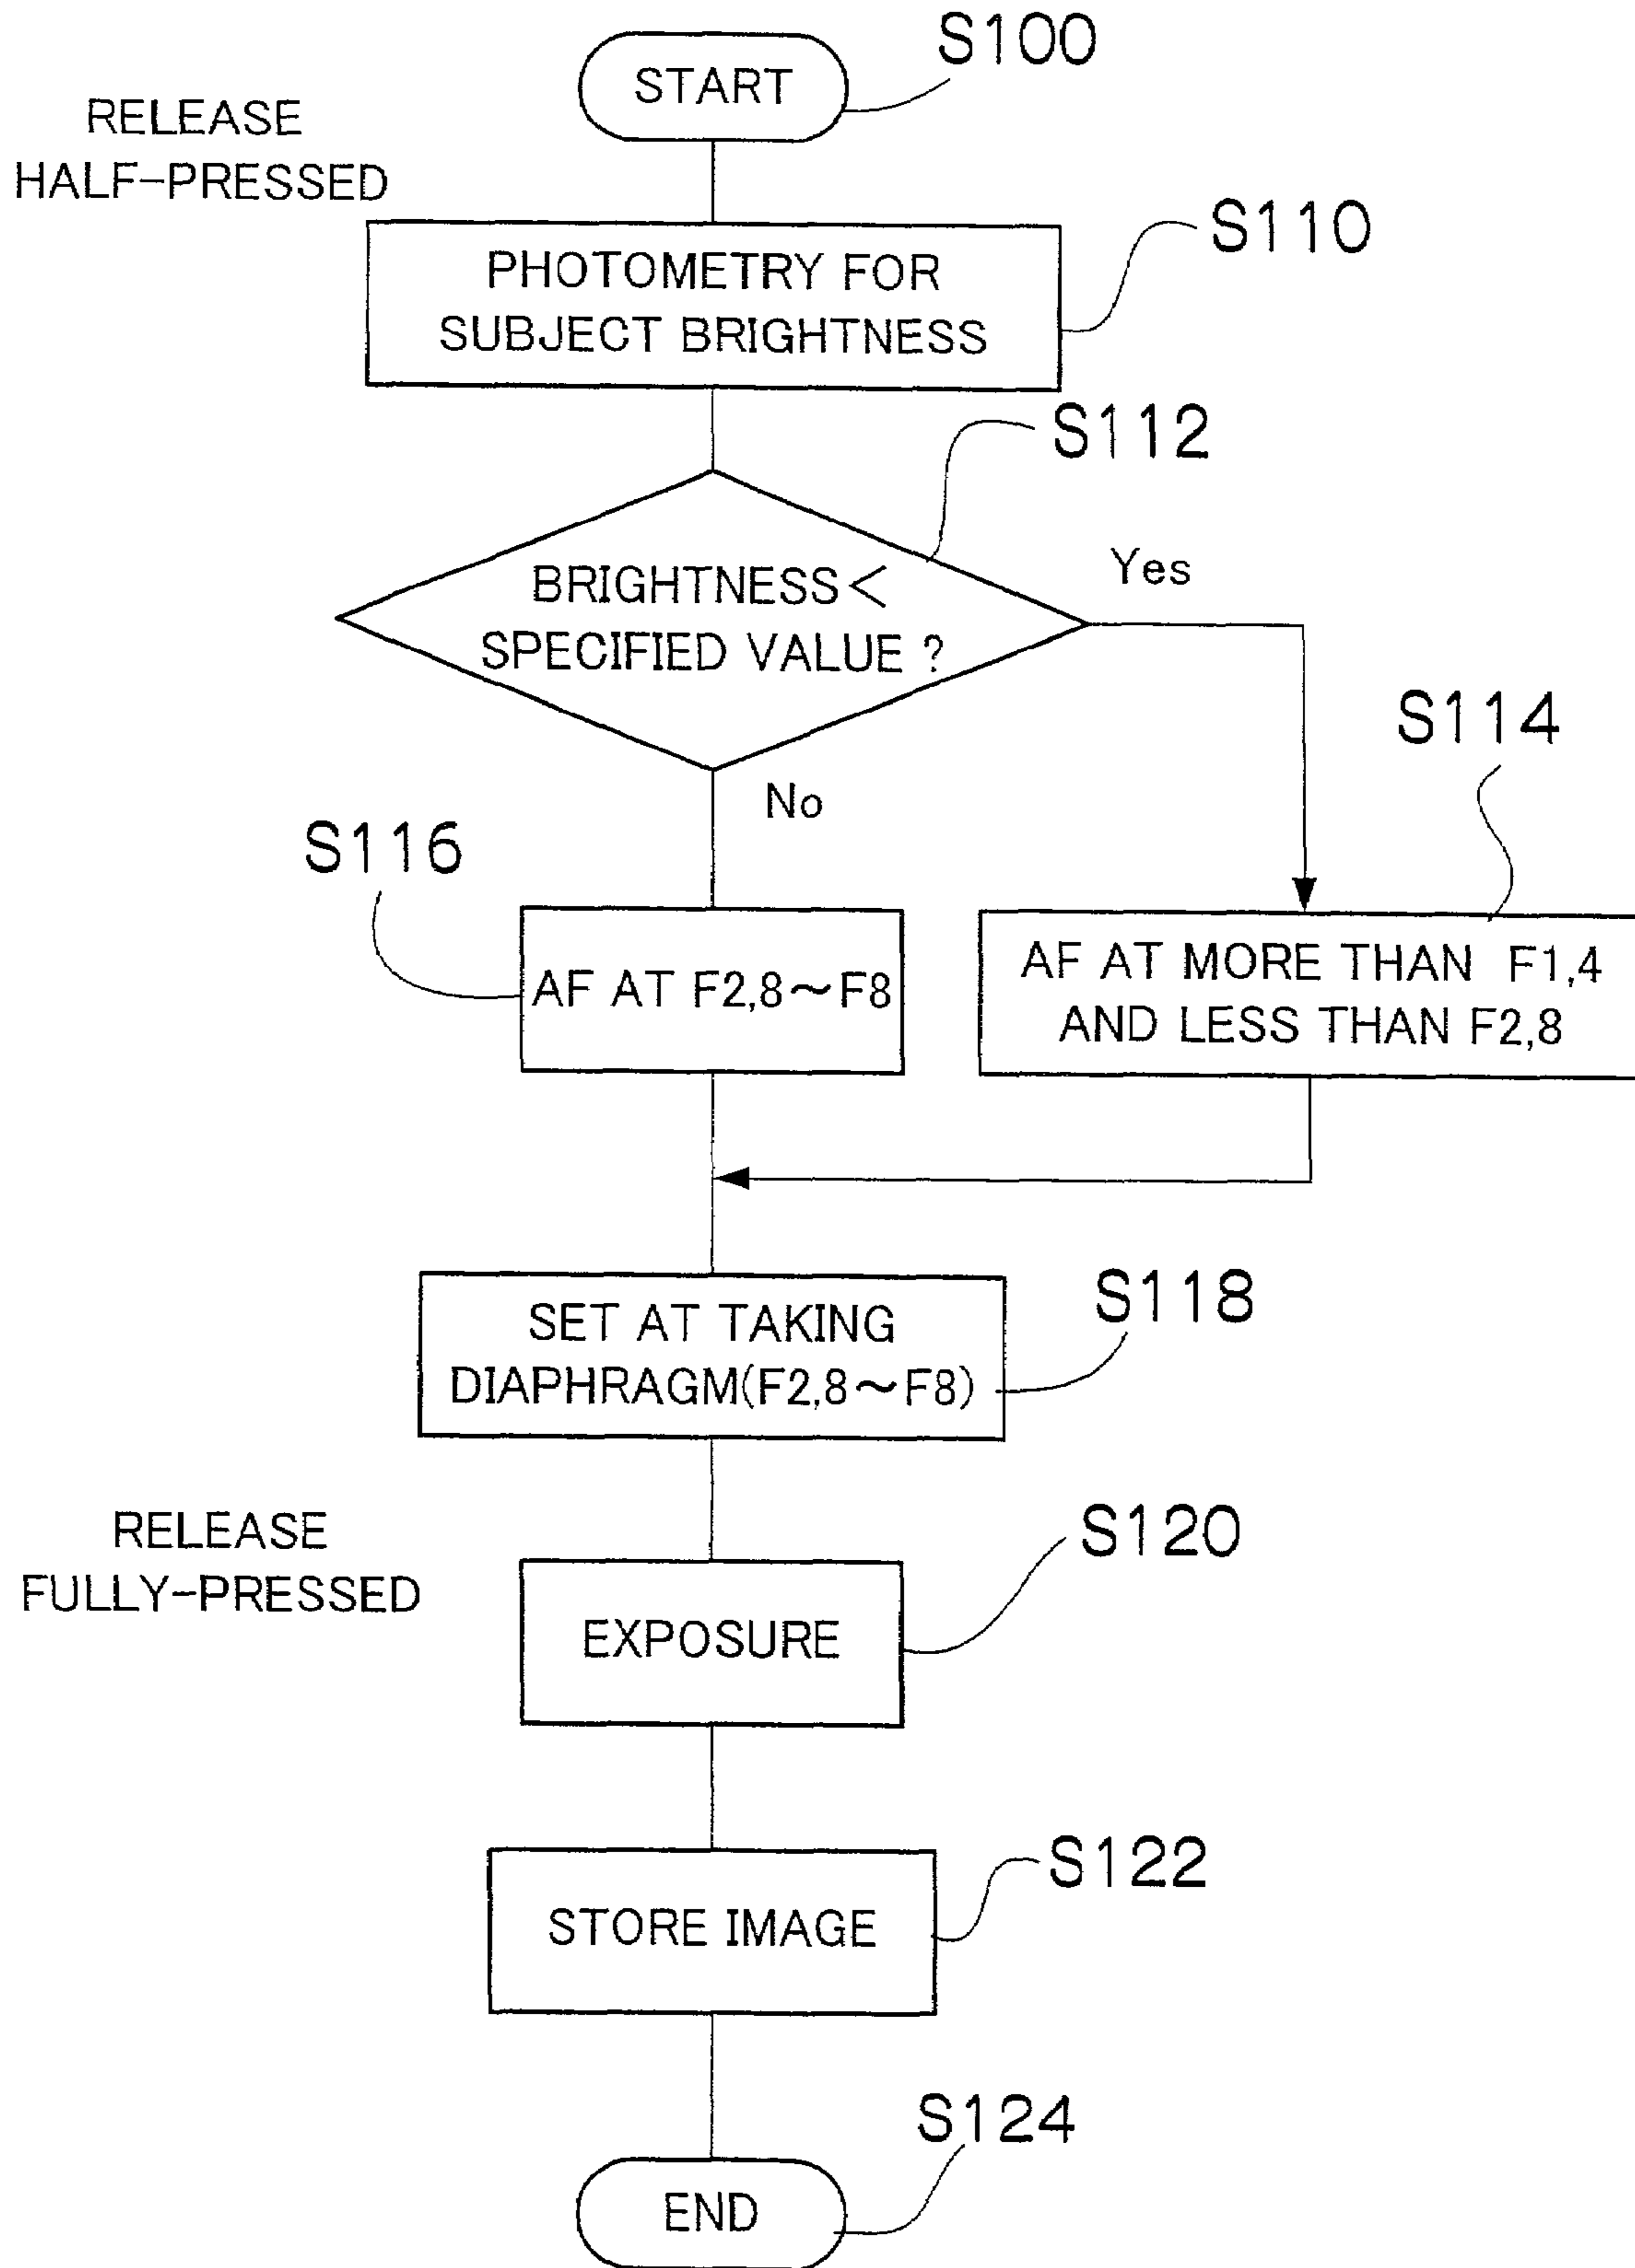 S100
START
RELEASE
HALF-PRESSED
S110
PHOTOMETRY FOR
SUBJECT BRIGHTNESS
S112
BRIGHTNESS<
SPECIFIED VALUE ?
Yes
No
S114
S116
AF AT F2,8~F8
AF AT MORE THAN F1,4
AND LESS THAN F2,8
S118
SET AT TAKING
DIAPHRAGM(F2,8~F8)
RELEASE
FULLY-PRESSED
S120
EXPOSURE
S122
STORE IMAGE
S124
END